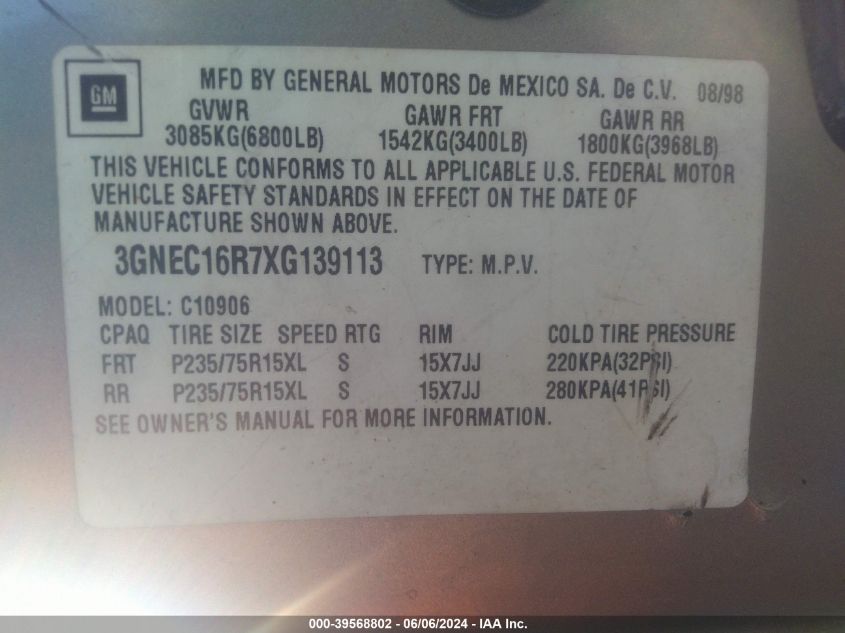 GM
MFD BY GENERAL MOTORS De MEXICO SA. De C.V. 08/98
GVWR GAWR FRT GAWR RR
3085KG(6800LB) 1542KG(3400LB) 1800KG(3968LB)
THIS VEHICLE CONFORMS TO ALL APPLICABLE U.S. FEDERAL MOTOR
VEHICLE SAFETY STANDARDS IN EFFECT ON THE DATE OF
MANUFACTURE SHOWN ABOVE.
3GNEC16R7XG139113 TYPE: M.P.V.
MODEL: C10906
CPAQ TIRE SIZE SPEED RTG RIM COLD TIRE PRESSURE
FRT P235/75R15XL S 15X7JJ 220KPA(32PSI)
RR P235/75R15XL S 15X7JJ 280KPA(41PSI)
SEE OWNER'S MANUAL FOR MORE INFORMATION.
000-39568802 - 06/06/2024 - IAA Inc.